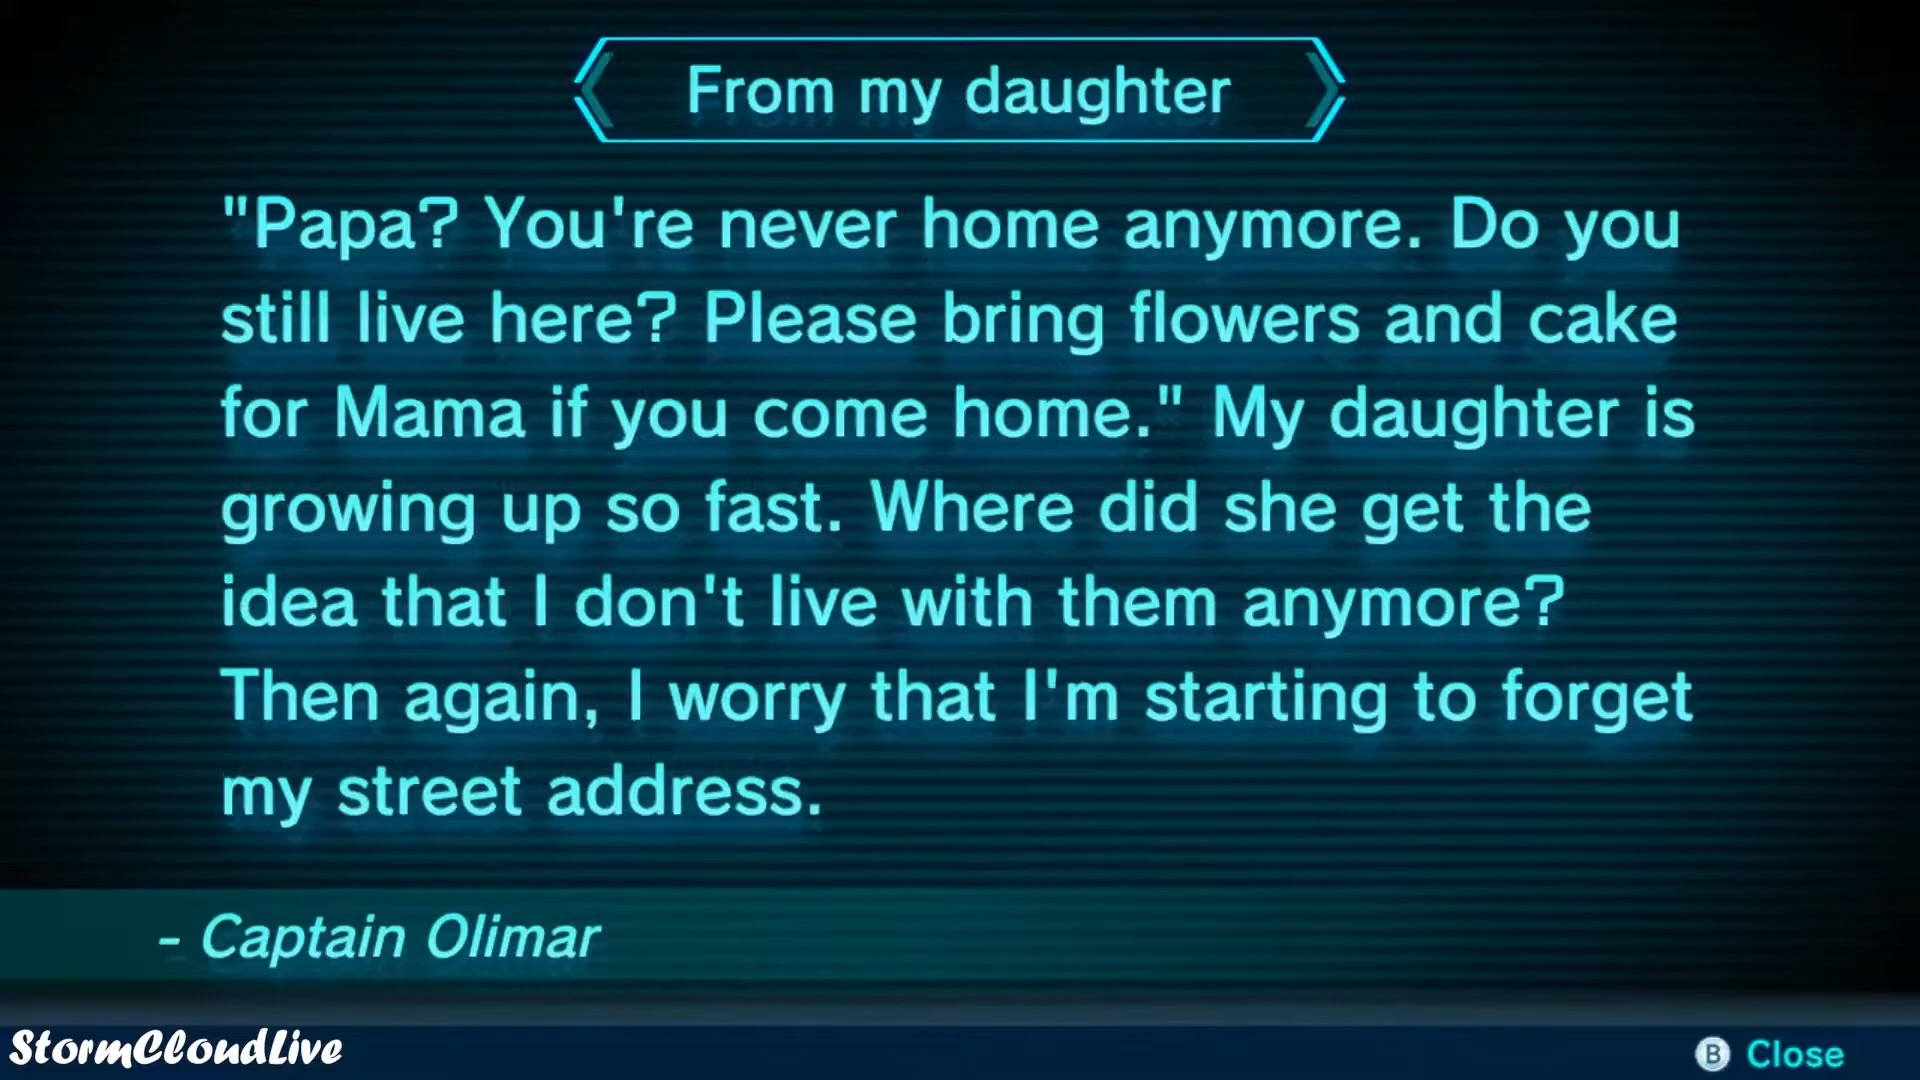 From my daughter
"Papa? You're never home anymore. Do you
still live here? Please bring flowers and cake
for Mama if you come home." My daughter is
growing up so fast. Where did she get the
idea that I don't live with them anymore?
Then again, I worry that I'm starting to forget
my street address.
- Captain Olimar
StormCloudLive
B Close